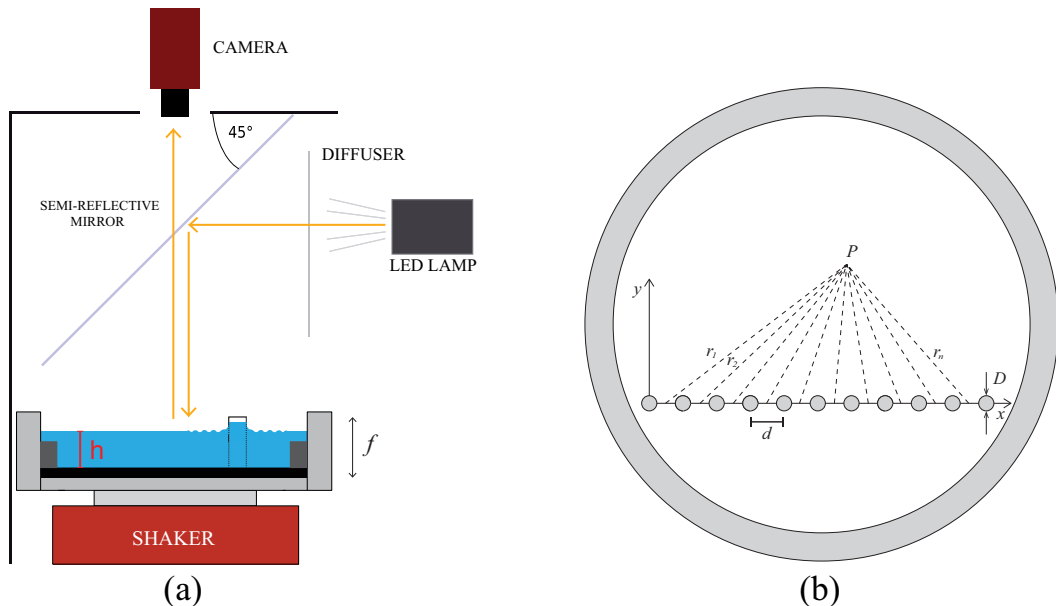 CAMERA
45°
DIFFUSER
SEMI-REFLECTIVE
MIRROR
LED LAMP
h
f
SHAKER
(a)
P
y
r1
r2
rn
D
x
d
(b)